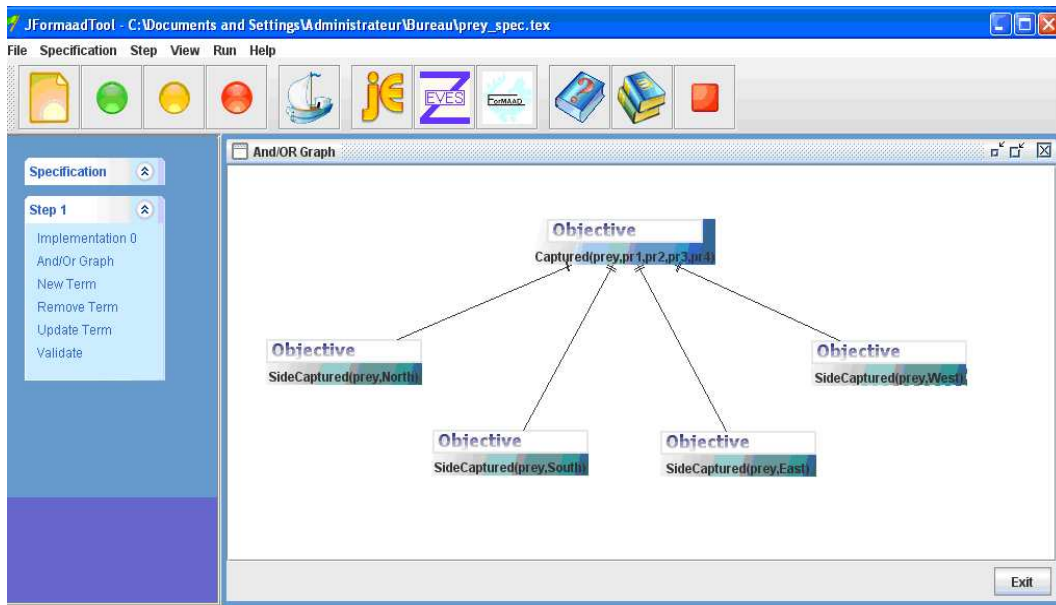 JFormaadTool - C:\Documents and Settings\Administrateur\Bureau\prey_spec.tex
File Specification Step View Run Help
jE
EVES
ForMAAD
Specification
Step 1
Implementation 0
And/Or Graph
New Term
Remove Term
Update Term
Validate
And/OR Graph
Objective
Captured(prey,pr1,pr2,pr3,pr4)
Objective
SideCaptured(prey,North)
Objective
SideCaptured(prey,West)
Objective
SideCaptured(prey,South)
Objective
SideCaptured(prey,East)
Exit